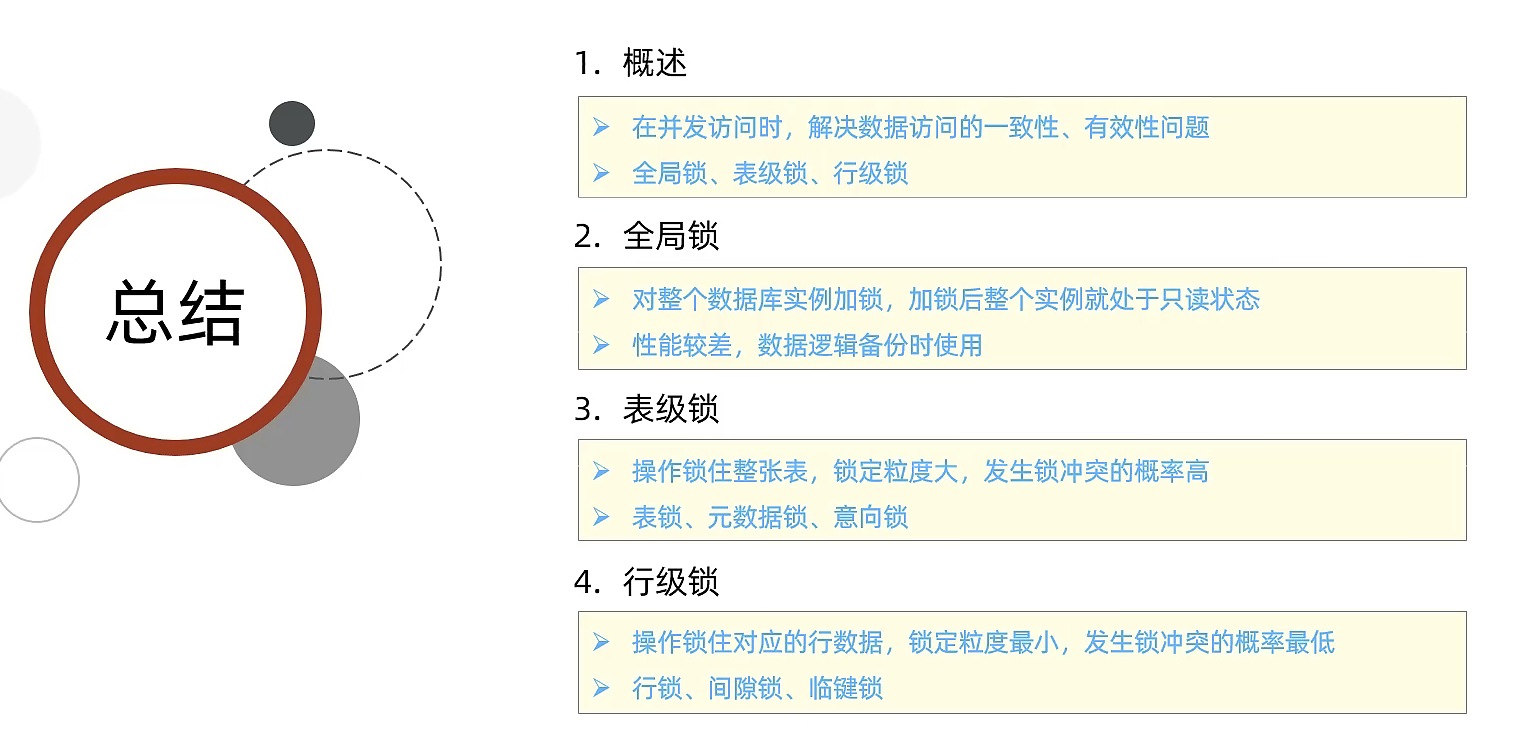 总结
1. 概述
➢ 在并发访问时，解决数据访问的一致性、有效性问题
➢ 全局锁、表级锁、行级锁
2. 全局锁
➢ 对整个数据库实例加锁，加锁后整个实例就处于只读状态
➢ 性能较差，数据逻辑备份时使用
3. 表级锁
➢ 操作锁住整张表，锁定粒度大，发生锁冲突的概率高
➢ 表锁、元数据锁、意向锁
4. 行级锁
➢ 操作锁住对应的行数据，锁定粒度最小，发生锁冲突的概率最低
➢ 行锁、间隙锁、临键锁